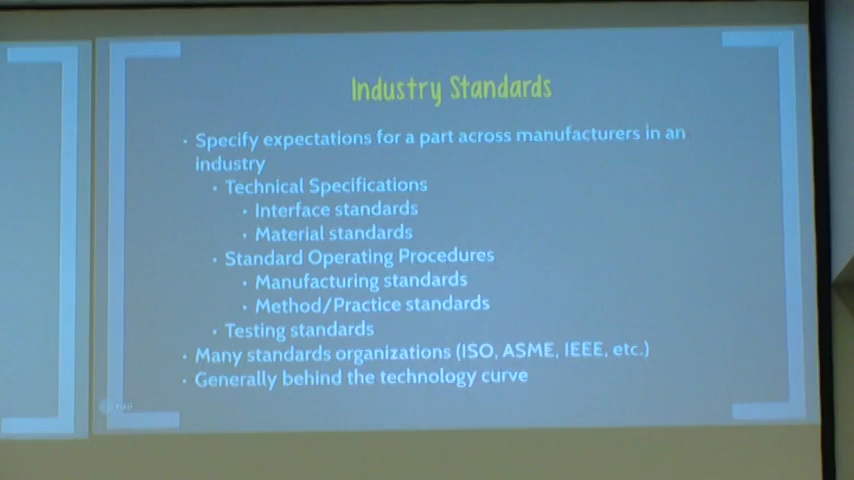 Industry Standards
· Specify expectations for a part across manufacturers in an
industry
· Technical Specifications
· Interface standards
· Material standards
· Standard Operating Procedures
· Manufacturing standards
· Method/Practice standards
· Testing standards
· Many standards organizations (ISO, ASME, IEEE, etc.)
· Generally behind the technology curve